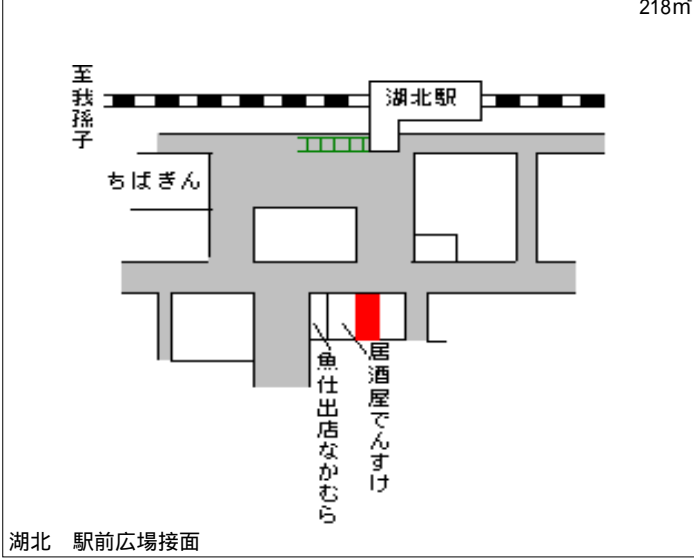 218㎡
至我孫子
湖北駅
ちばぎん
魚仕出店なかむら
居酒屋でんすけ
湖北　駅前広場接面